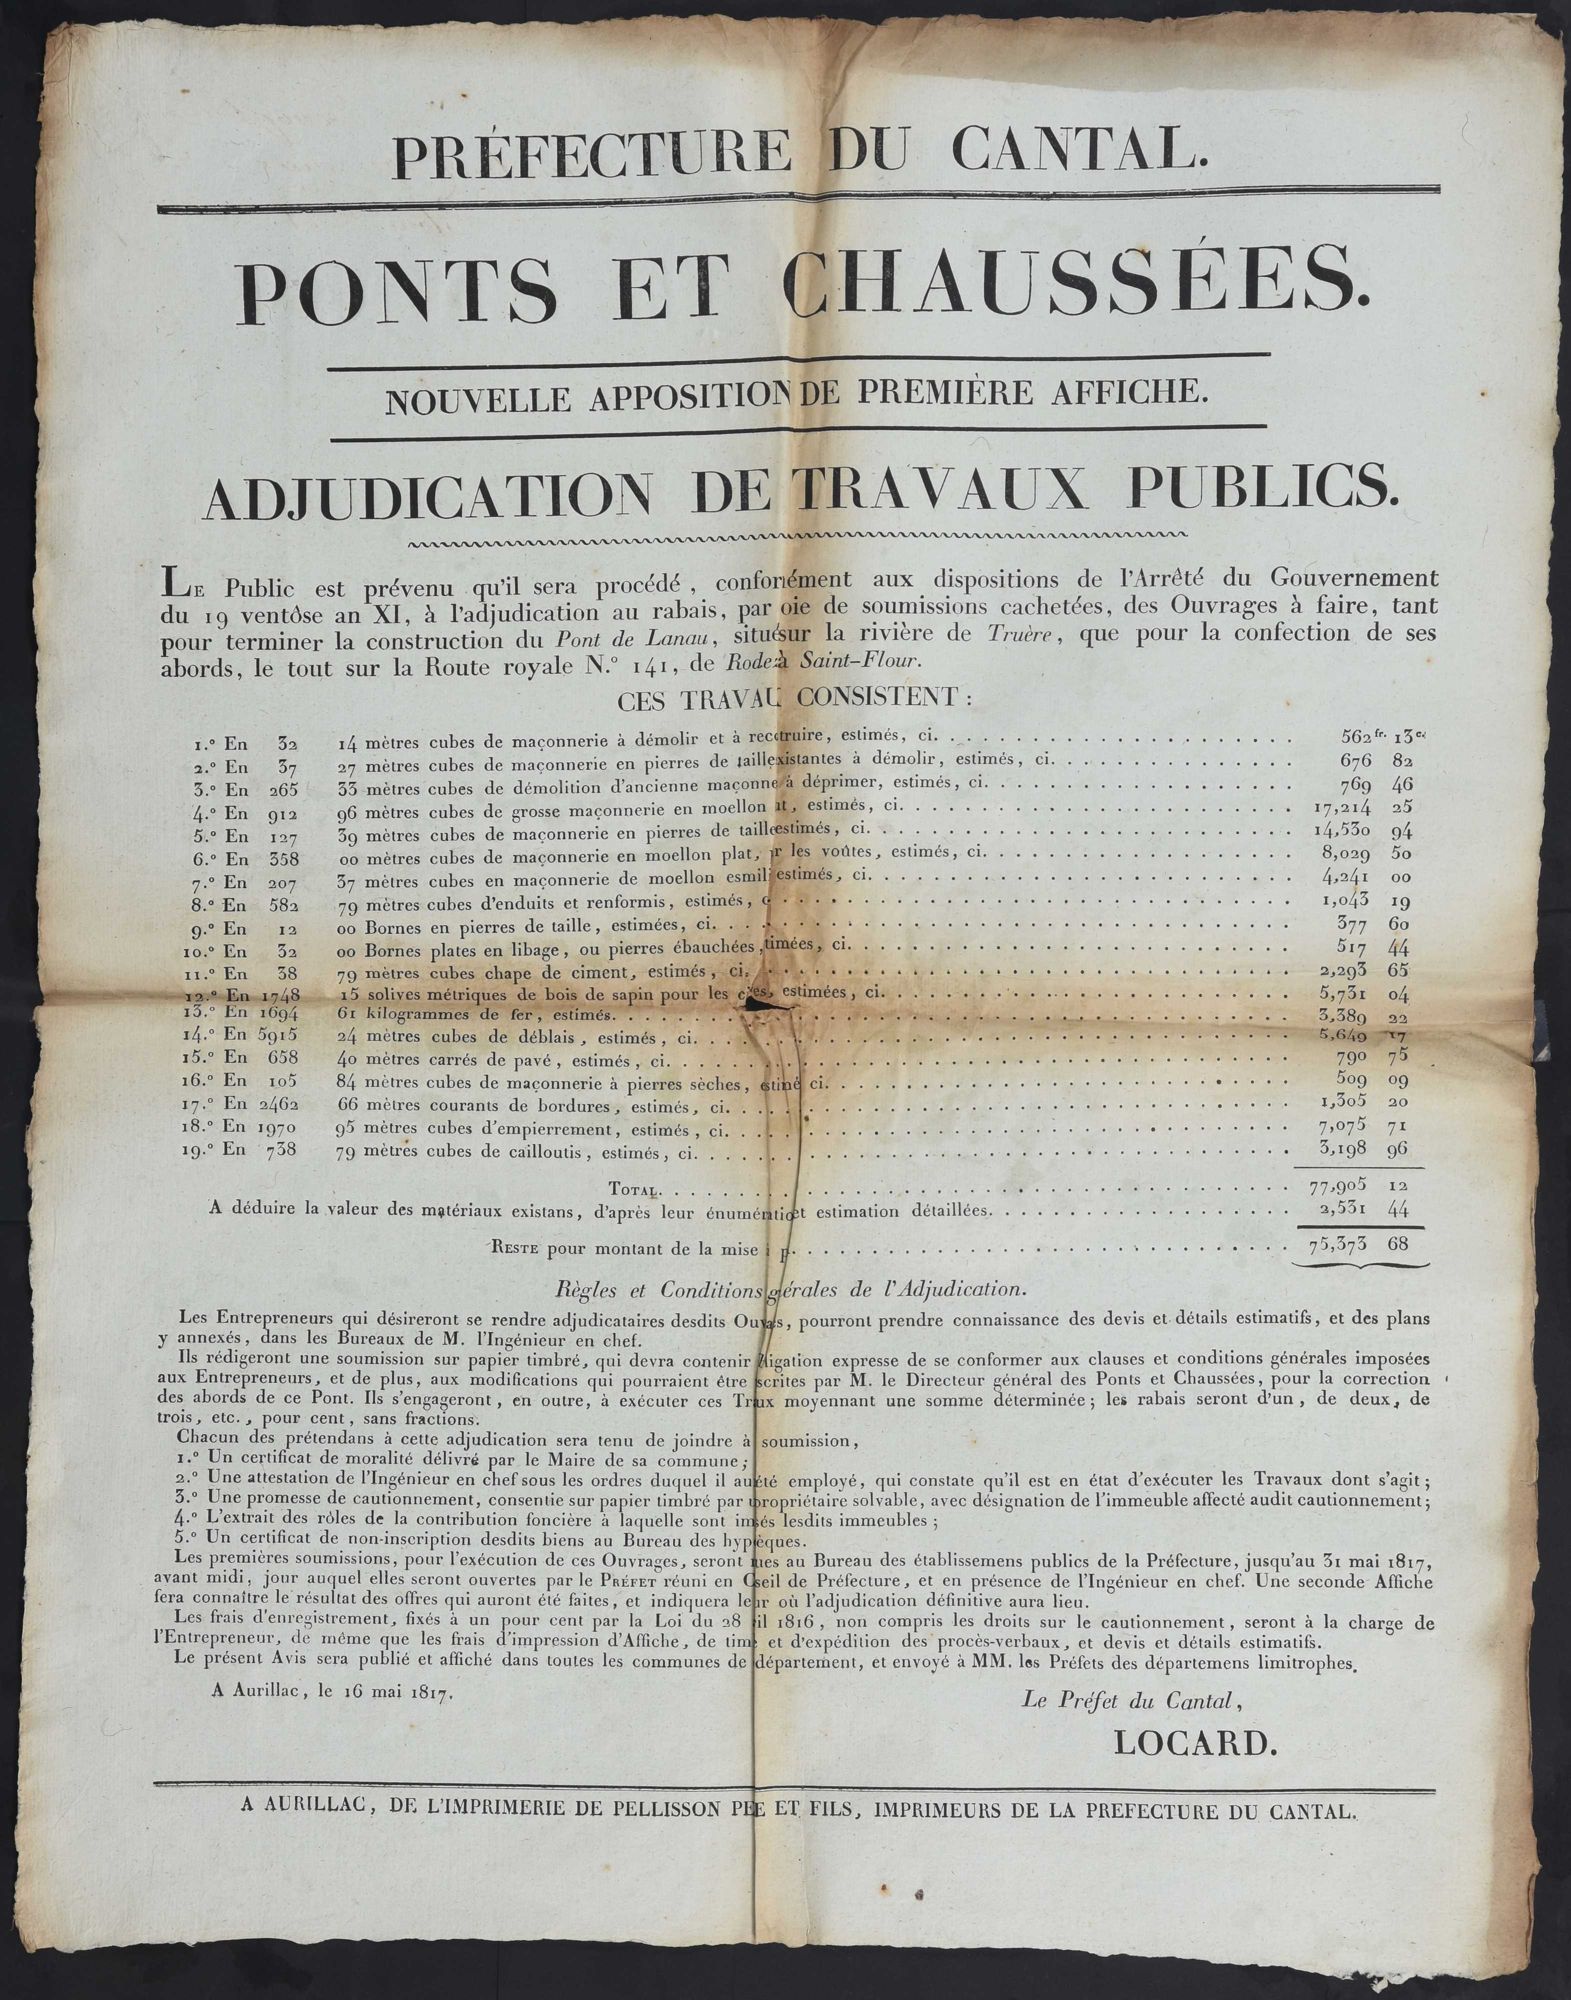 PRÉFECTURE DU CANTAL.
PONTS ET CHAUSSÉES.
NOUVELLE APPOSITION DE PREMIÈRE AFFICHE.
ADJUDICATION DE TRAVAUX PUBLICS.
LE Public est prévenu qu'il sera procédé, conformément aux dispositions de l'Arrêté du Gouvernement
du 19 ventôse an XI, à l'adjudication au rabais, par oie de soumissions cachetées, des Ouvrages à faire, tant
pour terminer la construction du Pont de Lanau, situé sur la rivière de Truère, que pour la confection de ses
abords, le tout sur la Route royale N.° 141, de Rodez à Saint-Flour.
CES TRAVAU CONSISTENT :
1.° En 32 14 mètres cubes de maçonnerie à démolir et à recstruire, estimés, ci. 562 fr. 13 c.
2.° En 37 27 mètres cubes de maçonnerie en pierres de taille existantes à démolir, estimés, ci. 676 82
3.° En 265 33 mètres cubes de démolition d'ancienne maçonne à déprimer, estimés, ci. 769 46
4.° En 912 96 mètres cubes de grosse maçonnerie en moellon at, estimés, ci. 17,214 25
5.° En 127 39 mètres cubes de maçonnerie en pierres de taille estimés, ci. 14,530 94
6.° En 358 00 mètres cubes de maçonnerie en moellon plat, r les voûtes, estimés, ci. 8,029 50
7.° En 207 37 mètres cubes en maçonnerie de moellon esmil estimés, ci. 4,241 00
8.° En 582 79 mètres cubes d'enduits et renformis, estimés, c 1,043 19
9.° En 12 00 Bornes en pierres de taille, estimées, ci. 377 60
10.° En 32 00 Bornes plates en libage, ou pierres ébauchées, timées, ci. 517 44
11.° En 38 79 mètres cubes chape de ciment, estimés, ci. 2,293 65
12.° En 1748 15 solives métriques de bois de sapin pour les c es, estimées, ci. 5,731 04
13.° En 1694 61 kilogrammes de fer, estimés. 3,389 22
14.° En 5915 24 mètres cubes de déblais, estimés, ci. 5,649 17
15.° En 658 40 mètres carrés de pavé, estimés, ci. 790 75
16.° En 105 84 mètres cubes de maçonnerie à pierres sèches, estimé ci. 509 09
17.° En 2462 66 mètres courants de bordures, estimés, ci. 1,305 20
18.° En 1970 95 mètres cubes d'empierrement, estimés, ci. 7,075 71
19.° En 738 79 mètres cubes de cailloutis, estimés, ci. 3,198 96
TOTAL. 77,905 12
A déduire la valeur des matériaux existans, d'après leur énumératio et estimation détaillées. 2,531 44
RESTE pour montant de la mise à p. 75,373 68
Règles et Conditions gérales de l'Adjudication.
Les Entrepreneurs qui désireront se rendre adjudicataires desdits Ouvas, pourront prendre connaissance des devis et détails estimatifs, et des plans
y annexés, dans les Bureaux de M. l'Ingénieur en chef.
Ils rédigeront une soumission sur papier timbré, qui devra contenir ligation expresse de se conformer aux clauses et conditions générales imposées
aux Entrepreneurs, et de plus, aux modifications qui pourraient être scrites par M. le Directeur général des Ponts et Chaussées, pour la correction
des abords de ce Pont. Ils s'engageront, en outre, à exécuter ces Traux moyennant une somme déterminée; les rabais seront d'un, de deux, de
trois, etc., pour cent, sans fractions.
Chacun des prétendans à cette adjudication sera tenu de joindre à soumission,
1.° Un certificat de moralité délivré par le Maire de sa commune;
2.° Une attestation de l'Ingénieur en chef sous les ordres duquel il au été employé, qui constate qu'il est en état d'exécuter les Travaux dont s'agit;
3.° Une promesse de cautionnement, consentie sur papier timbré par propriétaire solvable, avec désignation de l'immeuble affecté audit cautionnement;
4.° L'extrait des rôles de la contribution foncière à laquelle sont imsés lesdits immeubles;
5.° Un certificat de non-inscription desdits biens au Bureau des hypèques.
Les premières soumissions, pour l'exécution de ces Ouvrages, seront ues au Bureau des établissemens publics de la Préfecture, jusqu'au 31 mai 1817,
avant midi, jour auquel elles seront ouvertes par le PRÉFET réuni en Cseil de Préfecture, et en présence de l'Ingénieur en chef. Une seconde Affiche
fera connaître le résultat des offres qui auront été faites, et indiquera leur où l'adjudication définitive aura lieu.
Les frais d'enregistrement, fixés à un pour cent par la Loi du 28 il 1816, non compris les droits sur le cautionnement, seront à la charge de
l'Entrepreneur, de même que les frais d'impression d'Affiche, de tim et d'expédition des procès-verbaux, et devis et détails estimatifs.
Le présent Avis sera publié et affiché dans toutes les communes de département, et envoyé à MM. les Préfets des départemens limitrophes.
A Aurillac, le 16 mai 1817.
Le Préfet du Cantal,
LOCARD.
A AURILLAC, DE L'IMPRIMERIE DE PELLISSON PÈE ET FILS, IMPRIMEURS DE LA PREFECTURE DU CANTAL.